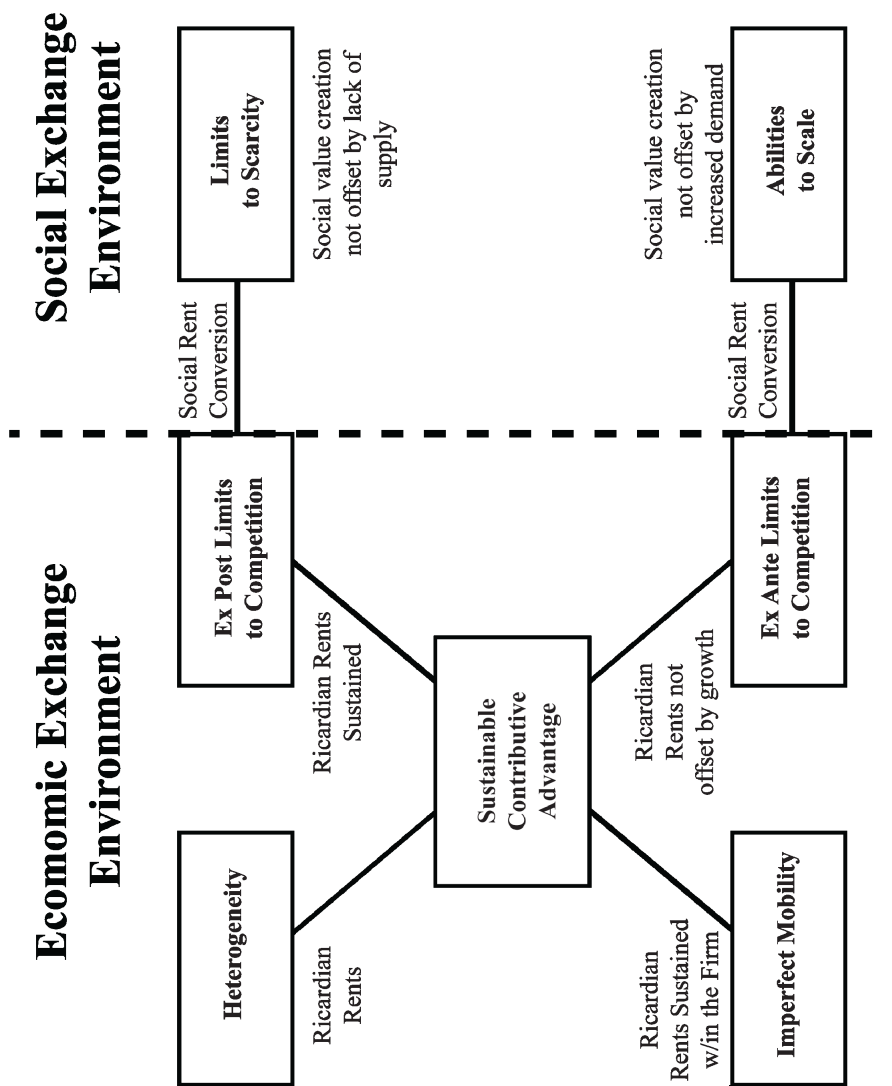 Ecomomic Exchange
Environment
Social Exchange
Environment
Heterogeneity
Ricardian
Rents
Ex Post Limits
to Competition
Ricardian Rents
Sustained
Social Rent
Conversion
Limits
to Scarcity
Social value creation
not offset by lack of
supply
Sustainable
Contributive
Advantage
Ricardian
Rents Sustained
w/in the Firm
Imperfect Mobility
Ricardian
Rents not
offset by growth
Ex Ante Limits
to Competition
Social Rent
Conversion
Social value creation
not offset by
increased demand
Abilities
to Scale